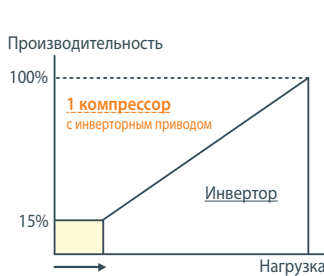 Производительность
100%
1 компрессор
с инверторным приводом
Инвертор
15%
Нагрузка